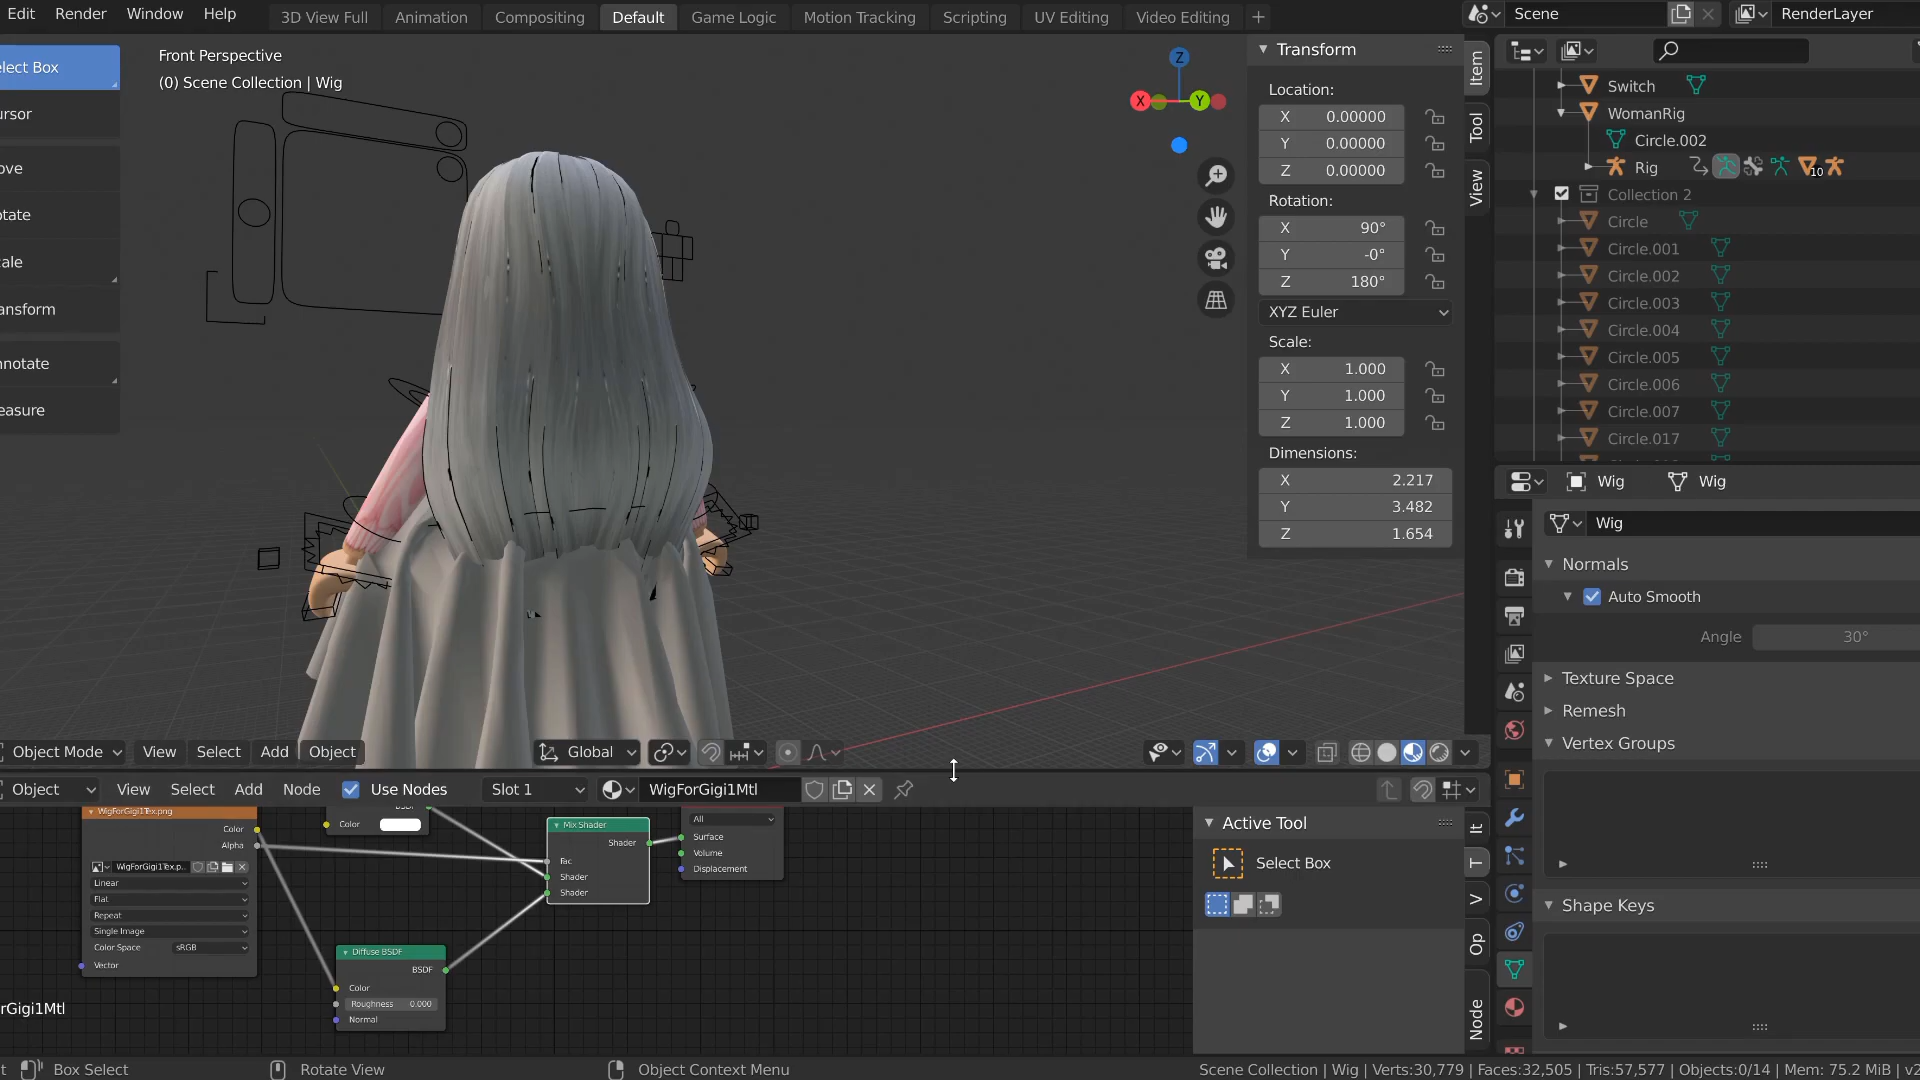 Edit Render Window Help 3D View Full Animation Compositing Default Game Logic Motion Tracking Scripting UV Editing Video Editing + Scene RenderLayer
Front Perspective
(0) Scene Collection | Wig
elect Box
ursor
ove
otate
cale
ansform
nnotate
easure
Z
X
Y
Transform
Location:
X 0.00000
Y 0.00000
Z 0.00000
Rotation:
X 90°
Y -0°
Z 180°
XYZ Euler
Scale:
X 1.000
Y 1.000
Z 1.000
Dimensions:
X 2.217
Y 3.482
Z 1.654
Item
Tool
View
Switch
WomanRig
Circle.002
Rig 10
Collection 2
Circle
Circle.001
Circle.002
Circle.003
Circle.004
Circle.005
Circle.006
Circle.007
Circle.017
Wig Wig
Wig
Normals
Auto Smooth
Angle 30°
Texture Space
Remesh
Vertex Groups
Shape Keys
Object Mode View Select Add Object Global
Object View Select Add Node Use Nodes Slot 1 WigForGigi1Mtl
WigForGigi1Tex.png
Color
Alpha
WigForGigi1Tex.p..
Linear
Flat
Repeat
Single Image
Color Space sRGB
Vector
Color
Mix Shader
Shader
Fac
Shader
Shader
All
Surface
Volume
Displacement
Diffuse BSDF
BSDF
Color
Roughness 0.000
Normal
rGigi1Mtl
Active Tool
Select Box
It
T
V
Op
Node
t Box Select Rotate View Object Context Menu Scene Collection | Wig | Verts:30,779 | Faces:32,505 | Tris:57,577 | Objects:0/14 | Mem: 75.2 MiB | v2